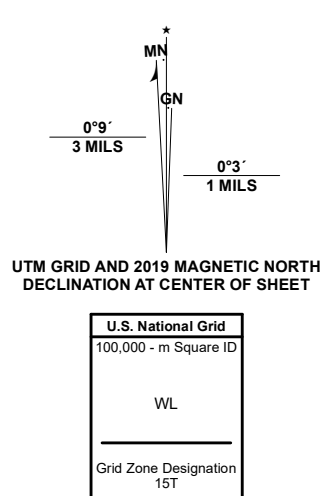 ★
MN
GN
0°9´
3 MILS
0°3´
1 MILS
UTM GRID AND 2019 MAGNETIC NORTH
DECLINATION AT CENTER OF SHEET
U.S. National Grid
100,000 - m Square ID
WL
Grid Zone Designation
15T